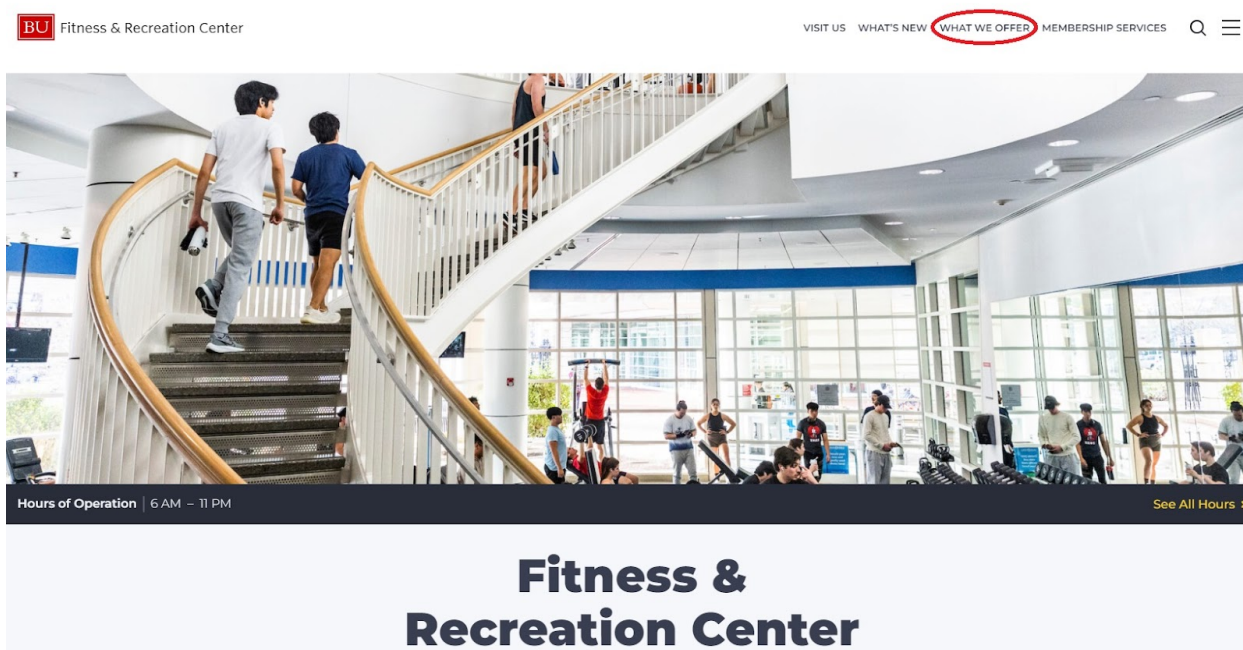 BU Fitness & Recreation Center
VISIT US WHAT'S NEW WHAT WE OFFER MEMBERSHIP SERVICES
Hours of Operation | 6 AM – 11 PM
See All Hours
Fitness &
Recreation Center